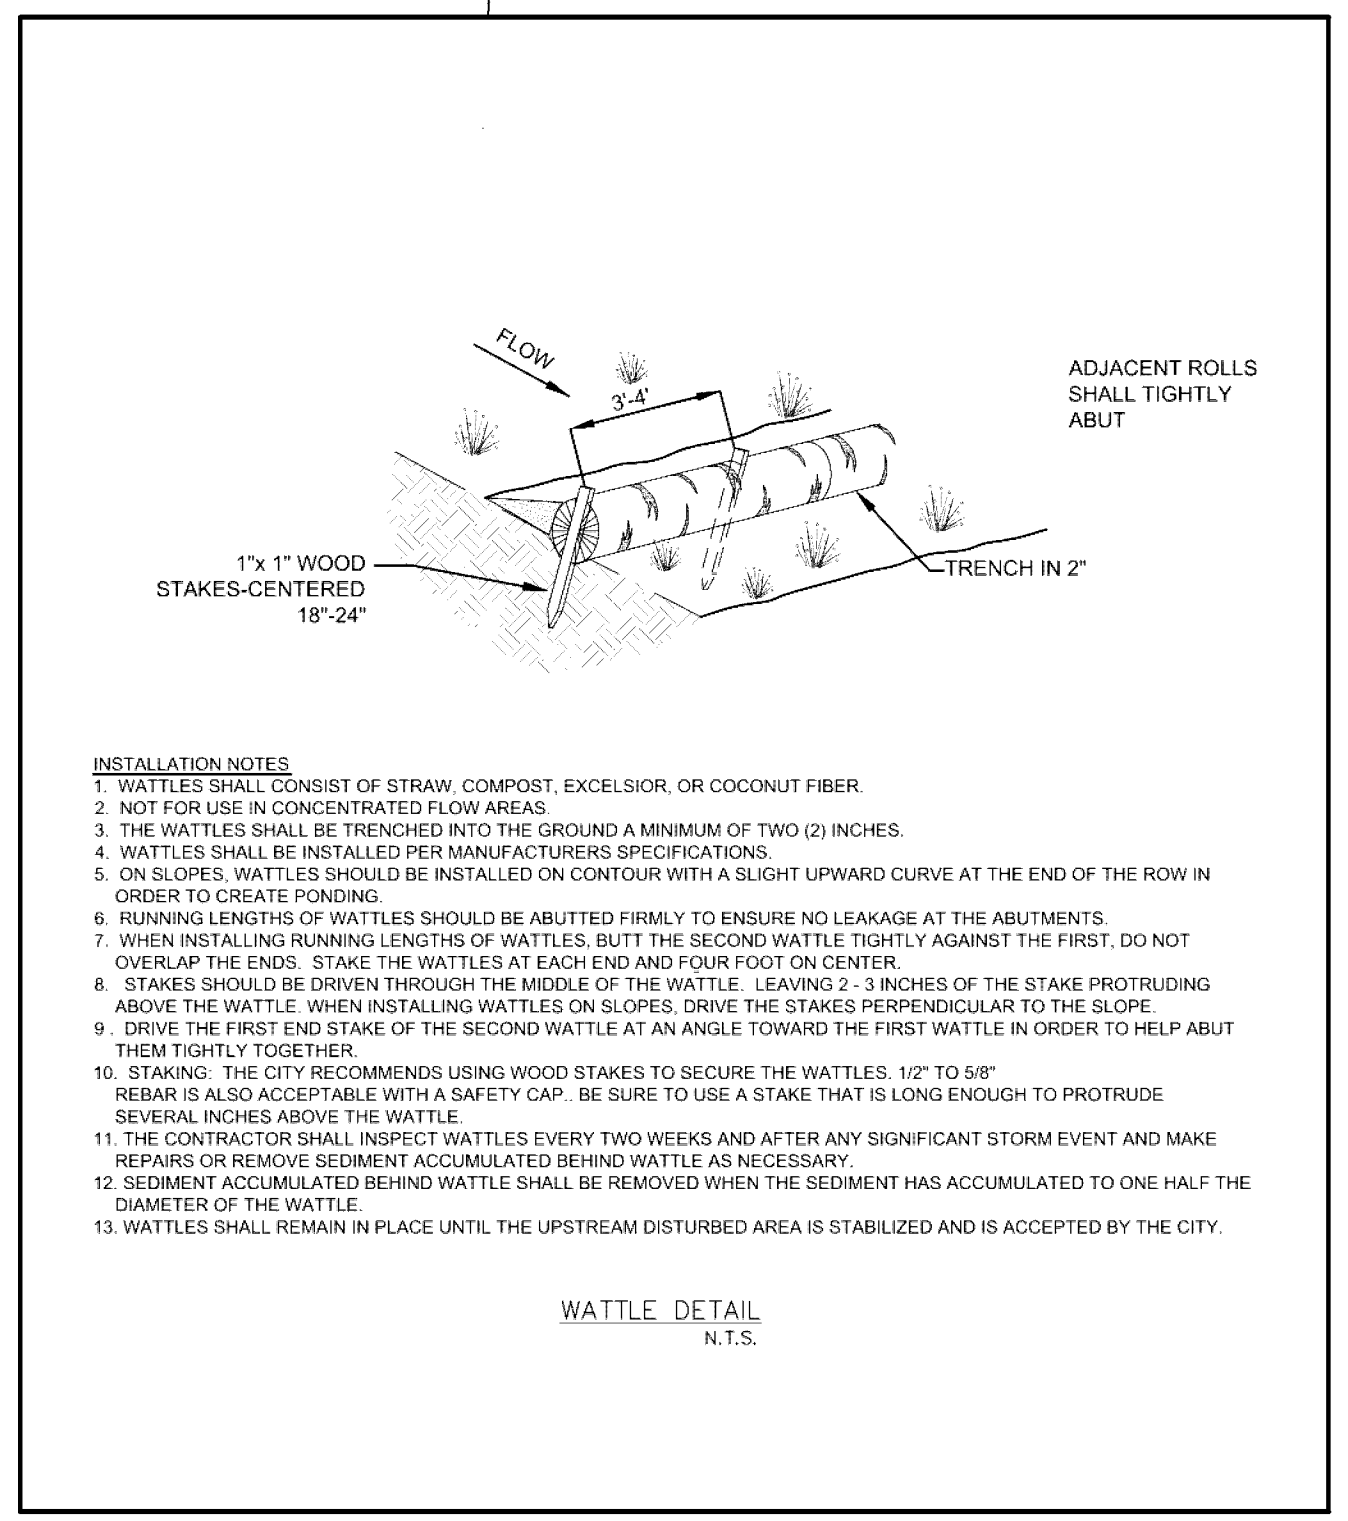 FLOW
3'-4'
ADJACENT ROLLS
SHALL TIGHTLY
ABUT
1"x 1" WOOD
STAKES-CENTERED
18"-24"
TRENCH IN 2"
INSTALLATION NOTES
1. WATTLES SHALL CONSIST OF STRAW, COMPOST, EXCELSIOR, OR COCONUT FIBER.
2. NOT FOR USE IN CONCENTRATED FLOW AREAS.
3. THE WATTLES SHALL BE TRENCHED INTO THE GROUND A MINIMUM OF TWO (2) INCHES.
4. WATTLES SHALL BE INSTALLED PER MANUFACTURERS SPECIFICATIONS.
5. ON SLOPES, WATTLES SHOULD BE INSTALLED ON CONTOUR WITH A SLIGHT UPWARD CURVE AT THE END OF THE ROW IN
ORDER TO CREATE PONDING.
6. RUNNING LENGTHS OF WATTLES SHOULD BE ABUTTED FIRMLY TO ENSURE NO LEAKAGE AT THE ABUTMENTS.
7. WHEN INSTALLING RUNNING LENGTHS OF WATTLES, BUTT THE SECOND WATTLE TIGHTLY AGAINST THE FIRST, DO NOT
OVERLAP THE ENDS. STAKE THE WATTLES AT EACH END AND FOUR FOOT ON CENTER.
8. STAKES SHOULD BE DRIVEN THROUGH THE MIDDLE OF THE WATTLE. LEAVING 2 - 3 INCHES OF THE STAKE PROTRUDING
ABOVE THE WATTLE. WHEN INSTALLING WATTLES ON SLOPES, DRIVE THE STAKES PERPENDICULAR TO THE SLOPE.
9 . DRIVE THE FIRST END STAKE OF THE SECOND WATTLE AT AN ANGLE TOWARD THE FIRST WATTLE IN ORDER TO HELP ABUT
THEM TIGHTLY TOGETHER.
10. STAKING: THE CITY RECOMMENDS USING WOOD STAKES TO SECURE THE WATTLES. 1/2" TO 5/8"
REBAR IS ALSO ACCEPTABLE WITH A SAFETY CAP.. BE SURE TO USE A STAKE THAT IS LONG ENOUGH TO PROTRUDE
SEVERAL INCHES ABOVE THE WATTLE.
11. THE CONTRACTOR SHALL INSPECT WATTLES EVERY TWO WEEKS AND AFTER ANY SIGNIFICANT STORM EVENT AND MAKE
REPAIRS OR REMOVE SEDIMENT ACCUMULATED BEHIND WATTLE AS NECESSARY.
12. SEDIMENT ACCUMULATED BEHIND WATTLE SHALL BE REMOVED WHEN THE SEDIMENT HAS ACCUMULATED TO ONE HALF THE
DIAMETER OF THE WATTLE.
13. WATTLES SHALL REMAIN IN PLACE UNTIL THE UPSTREAM DISTURBED AREA IS STABILIZED AND IS ACCEPTED BY THE CITY.
WATTLE DETAIL
N.T.S.